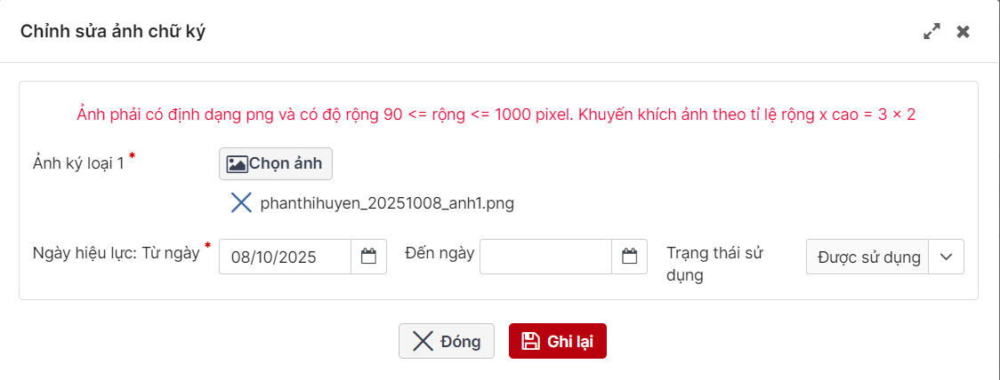 Chỉnh sửa ảnh chữ ký
Ảnh phải có định dạng png và có độ rộng 90 <= rộng <= 1000 pixel. Khuyến khích ảnh theo tỉ lệ rộng x cao = 3 × 2
Ảnh ký loại 1 *
Chọn ảnh
phanthihuyen_20251008_anh1.png
Ngày hiệu lực: Từ ngày * 08/10/2025 Đến ngày Trạng thái sử dụng Được sử dụng
Đóng Ghi lại